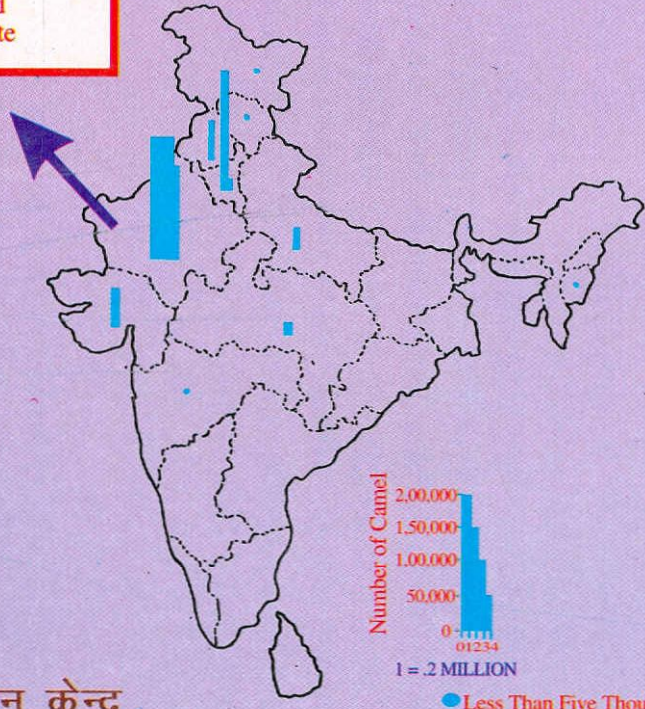 te
Number of Camel
2,00,000
1,50,000
1,00,000
50,000
0
01234
1 = .2 MILLION
Less Than Five Thou
न केन्द्र